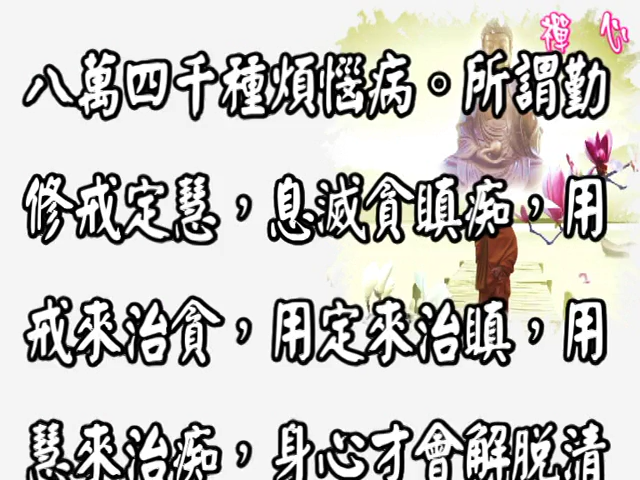 禪心
八萬四千種煩惱病。所謂勤
修戒定慧，息滅貪瞋痴，用
戒來治貪，用定來治瞋，用
慧來治痴，身心才會解脫清